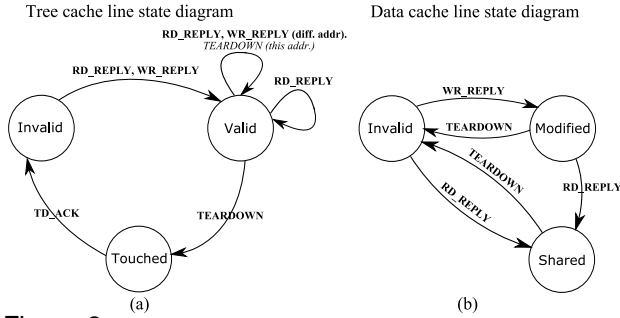 Tree cache line state diagram
RD_REPLY, WR_REPLY (diff. addr).
TEARDOWN (this addr.)
RD_REPLY, WR_REPLY
RD_REPLY
Invalid
Valid
TD_ACK
TEARDOWN
Touched
(a)
Data cache line state diagram
WR_REPLY
Invalid
Modified
TEARDOWN
TEARDOWN
RD_REPLY
RD_REPLY
Shared
(b)